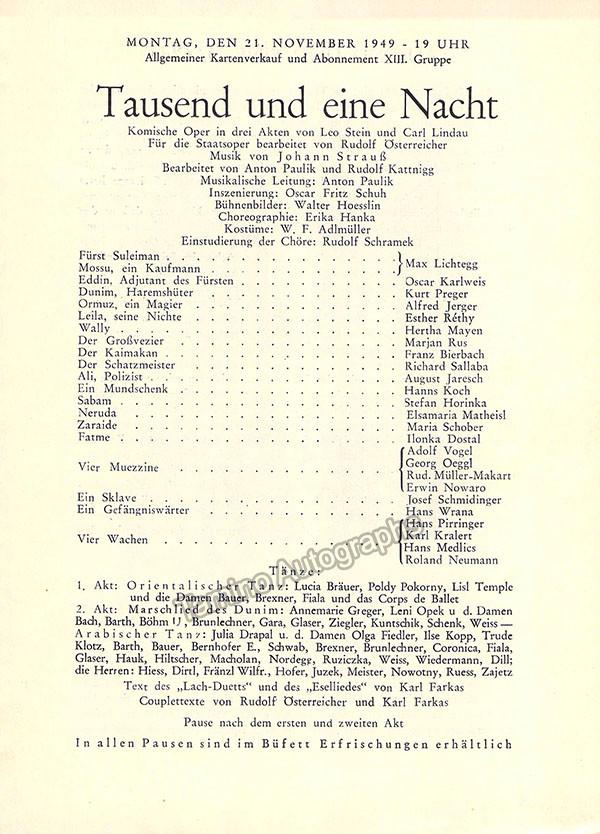 MONTAG, DEN 21. NOVEMBER 1949 - 19 UHR
Allgemeiner Kartenverkauf und Abonnement XIII. Gruppe
Tausend und eine Nacht
Komische Oper in drei Akten von Leo Stein und Carl Lindau
Für die Staatsoper bearbeitet von Rudolf Österreicher
Musik von Johann Strauß
Bearbeitet von Anton Paulik und Rudolf Kattnigg
Musikalische Leitung: Anton Paulik
Inszenierung: Oscar Fritz Schuh
Bühnenbilder: Walter Hoesslin
Choreographie: Erika Hanka
Kostüme: W. F. Adlmüller
Einstudierung der Chöre: Rudolf Schramek
Fürst Suleiman
Mossu, ein Kaufmann } Max Lichtegg
Eddin, Adjutant des Fürsten Oscar Karlweis
Dunim, Haremshüter Kurt Preger
Ormuz, ein Magier Alfred Jerger
Leila, seine Nichte Esther Réthy
Wally Hertha Mayen
Der Großvezier Marjan Rus
Der Kaimakan Franz Bierbach
Der Schatzmeister Richard Sallaba
Ali, Polizist August Jaresch
Ein Mundschenk Hanns Koch
Sabam Stefan Horinka
Neruda Elsamaria Matheisl
Zaraide Maria Schober
Fatme Ilonka Dostal
Vier Muezzine { Adolf Vogel
Georg Oeggl
Rud. Müller-Makart
Erwin Nowaro
Ein Sklave Josef Schmidinger
Ein Gefängniswärter Hans Wrana
Vier Wachen { Hans Pirringer
Karl Kralert
Hans Medlics
Roland Neumann
Tamino Autographs
Tänze:
1. Akt: Orientalischer Tanz: Lucia Bräuer, Poldy Pokorny, Lisl Temple
und die Damen Bauer, Brexner, Fiala und das Corps de Ballet
2. Akt: Marschlied des Dunim: Annemarie Greger, Leni Opek u d. Damen
Bach, Barth, Böhm U, Brunlechner, Gara, Glaser, Ziegler, Kuntschik, Schenk, Weiss —
Arabischer Tanz: Julia Drapal u. d. Damen Olga Fiedler, Ilse Kopp, Trude
Klotz, Barth, Bauer, Bernhofer E., Schwab, Brexner, Brunlechner, Coronica, Fiala,
Glaser, Hauk, Hiltscher, Macholan, Nordegg, Ruziczka, Weiss, Wiedermann, Dill;
die Herren: Hiess, Dirtl, Fränzl Wilfr., Hofer, Juzek, Meister, Nowotny, Ruess, Zajetz
Text des „Lach-Duetts" und des „Eselliedes" von Karl Farkas
Couplettexte von Rudolf Österreicher und Karl Farkas
Pause nach dem ersten und zweiten Akt
In allen Pausen sind im Büfett Erfrischungen erhältlich